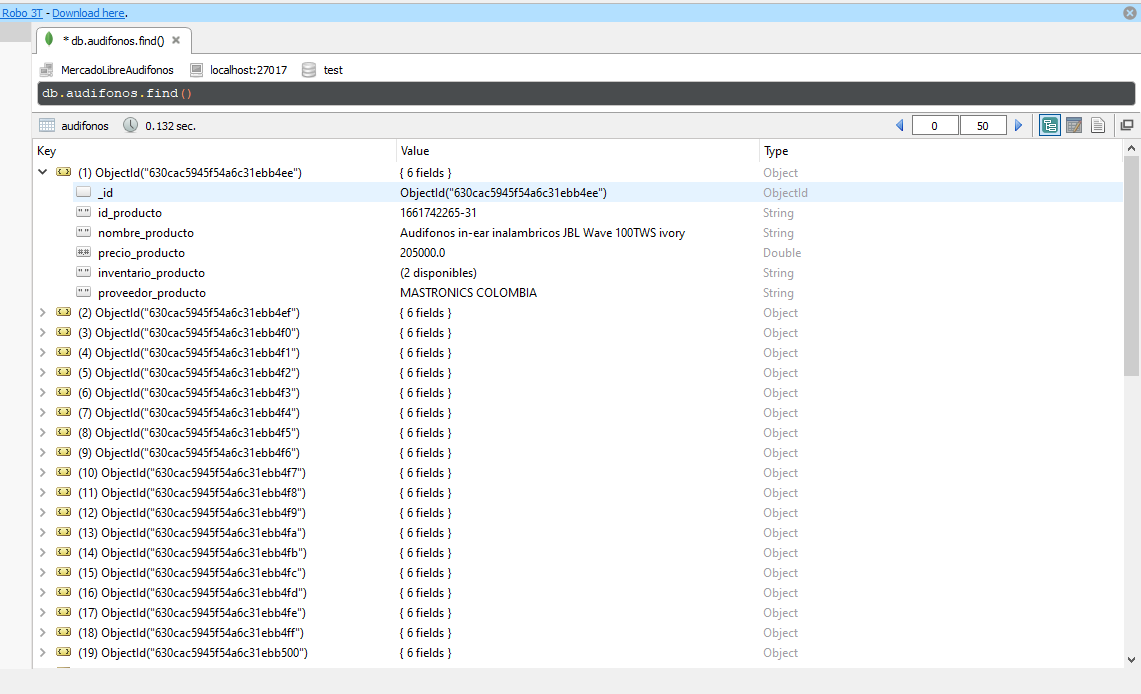 Robo 3T - Download here.
* db.audifonos.find()
MercadoLibreAudifonos localhost:27017 test
db.audifonos.find()
audifonos 0.132 sec. 0 50
Key Value Type
(1) ObjectId("630cac5945f54a6c31ebb4ee") { 6 fields } Object
_id ObjectId("630cac5945f54a6c31ebb4ee") ObjectId
id_producto 1661742265-31 String
nombre_producto Audifonos in-ear inalambricos JBL Wave 100TWS ivory String
precio_producto 205000.0 Double
inventario_producto (2 disponibles) String
proveedor_producto MASTRONICS COLOMBIA String
(2) ObjectId("630cac5945f54a6c31ebb4ef") { 6 fields } Object
(3) ObjectId("630cac5945f54a6c31ebb4f0") { 6 fields } Object
(4) ObjectId("630cac5945f54a6c31ebb4f1") { 6 fields } Object
(5) ObjectId("630cac5945f54a6c31ebb4f2") { 6 fields } Object
(6) ObjectId("630cac5945f54a6c31ebb4f3") { 6 fields } Object
(7) ObjectId("630cac5945f54a6c31ebb4f4") { 6 fields } Object
(8) ObjectId("630cac5945f54a6c31ebb4f5") { 6 fields } Object
(9) ObjectId("630cac5945f54a6c31ebb4f6") { 6 fields } Object
(10) ObjectId("630cac5945f54a6c31ebb4f7") { 6 fields } Object
(11) ObjectId("630cac5945f54a6c31ebb4f8") { 6 fields } Object
(12) ObjectId("630cac5945f54a6c31ebb4f9") { 6 fields } Object
(13) ObjectId("630cac5945f54a6c31ebb4fa") { 6 fields } Object
(14) ObjectId("630cac5945f54a6c31ebb4fb") { 6 fields } Object
(15) ObjectId("630cac5945f54a6c31ebb4fc") { 6 fields } Object
(16) ObjectId("630cac5945f54a6c31ebb4fd") { 6 fields } Object
(17) ObjectId("630cac5945f54a6c31ebb4fe") { 6 fields } Object
(18) ObjectId("630cac5945f54a6c31ebb4ff") { 6 fields } Object
(19) ObjectId("630cac5945f54a6c31ebb500") { 6 fields } Object